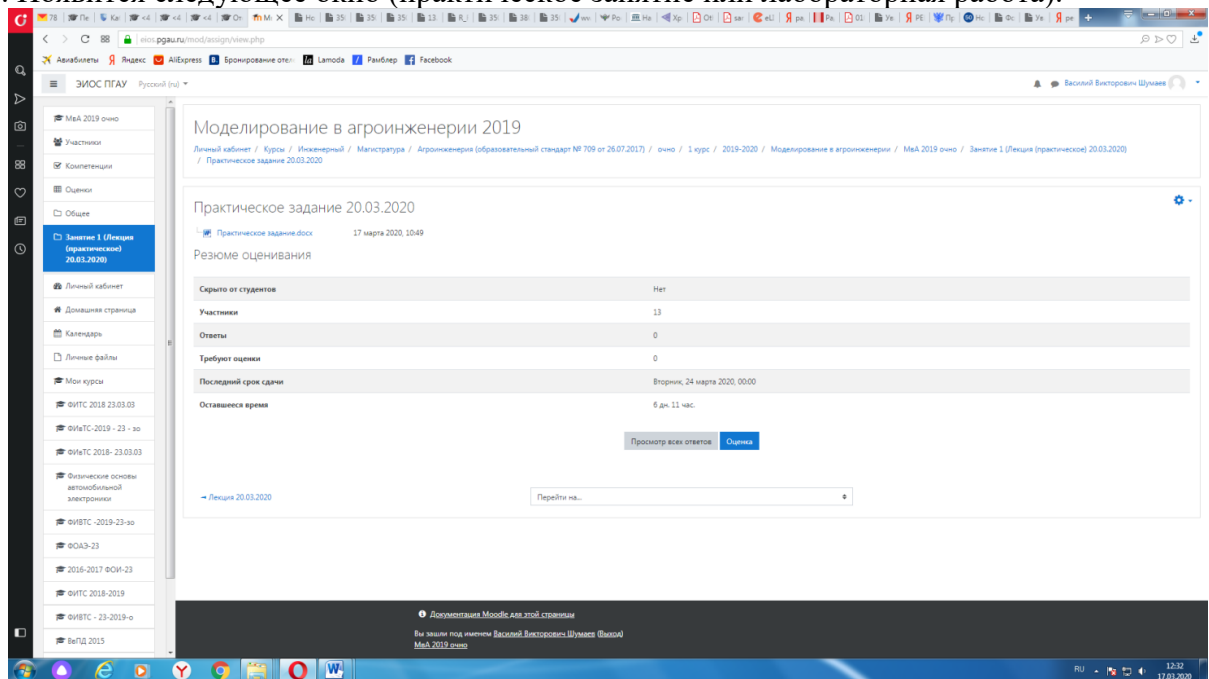 . Появится следующее окно (практическое занятие или лабораторная работа):
eios.pgau.ru/mod/assign/view.php
Авиабилеты Яндекс AliExpress Бронирование отел Lamoda Рамблер Facebook
ЭИОС ПГАУ Русский (ru)
Василий Викторович Шумаев
МвА 2019 очно
Участники
Компетенции
Оценки
Общее
Занятие 1 (Лекция (практическое) 20.03.2020)
Личный кабинет
Домашняя страница
Календарь
Личные файлы
Мои курсы
ФИТС 2018 23.03.03
ФИвТС-2019 - 23 - зо
ФИвТС 2018- 23.03.03
Физические основы автомобильной электроники
ФИВТС -2019-23-зо
ФОАЭ-23
2016-2017 ФОИ-23
ФИТС 2018-2019
ФИВТС - 23-2019-о
ВвПД 2015
Моделирование в агроинженерии 2019
Личный кабинет / Курсы / Инженерный / Магистратура / Агроинженерия (образовательный стандарт № 709 от 26.07.2017) / очно / 1 курс / 2019-2020 / Моделирование в агроинженерии / МвА 2019 очно / Занятие 1 (Лекция (практическое) 20.03.2020)
/ Практическое задание 20.03.2020
Практическое задание 20.03.2020
Практическое задание.docx 17 марта 2020, 10:49
Резюме оценивания
Скрыто от студентов Нет
Участники 13
Ответы 0
Требуют оценки 0
Последний срок сдачи Вторник, 24 марта 2020, 00:00
Оставшееся время 6 дн. 11 час.
Просмотр всех ответов Оценка
→ Лекция 20.03.2020 Перейти на...
Документация Moodle для этой страницы
Вы зашли под именем Василий Викторович Шумаев (Выход)
МвА 2019 очно
RU 12:32
17.03.2020